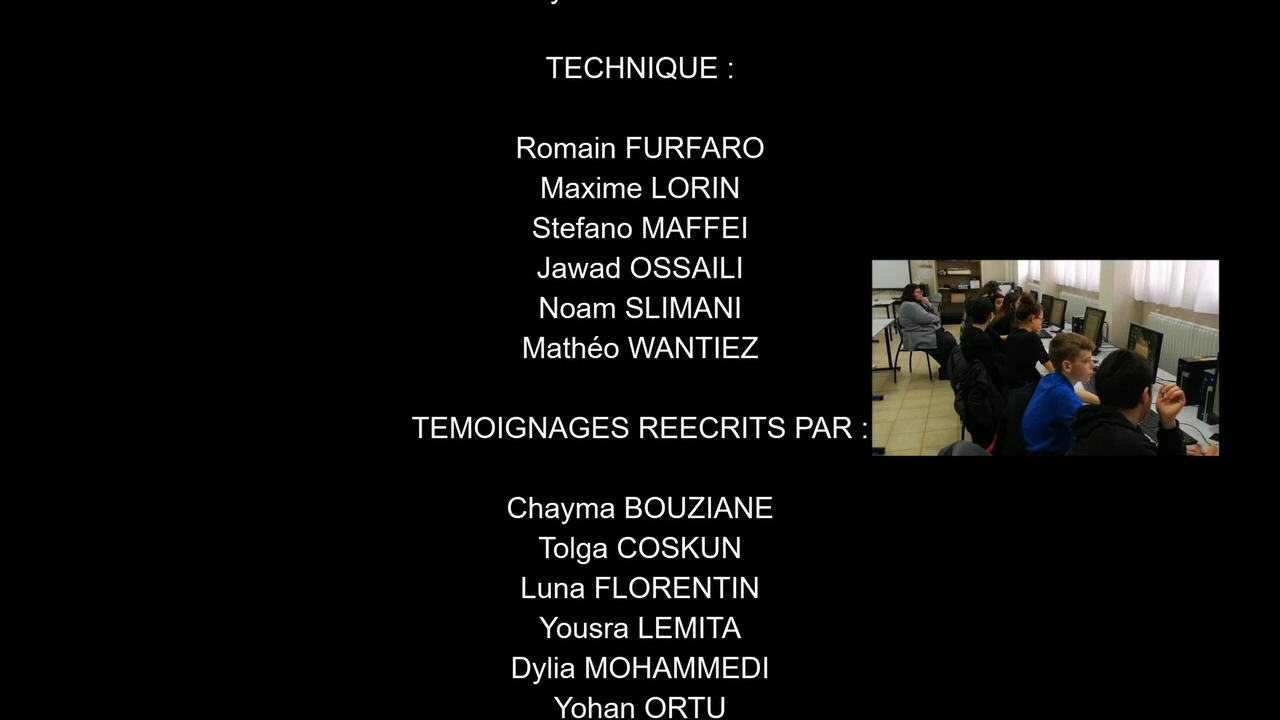 TECHNIQUE :
Romain FURFARO
Maxime LORIN
Stefano MAFFEI
Jawad OSSAILI
Noam SLIMANI
Mathéo WANTIEZ
TEMOIGNAGES REECRITS PAR :
Chayma BOUZIANE
Tolga COSKUN
Luna FLORENTIN
Yousra LEMITA
Dylia MOHAMMEDI
Yohan ORTU